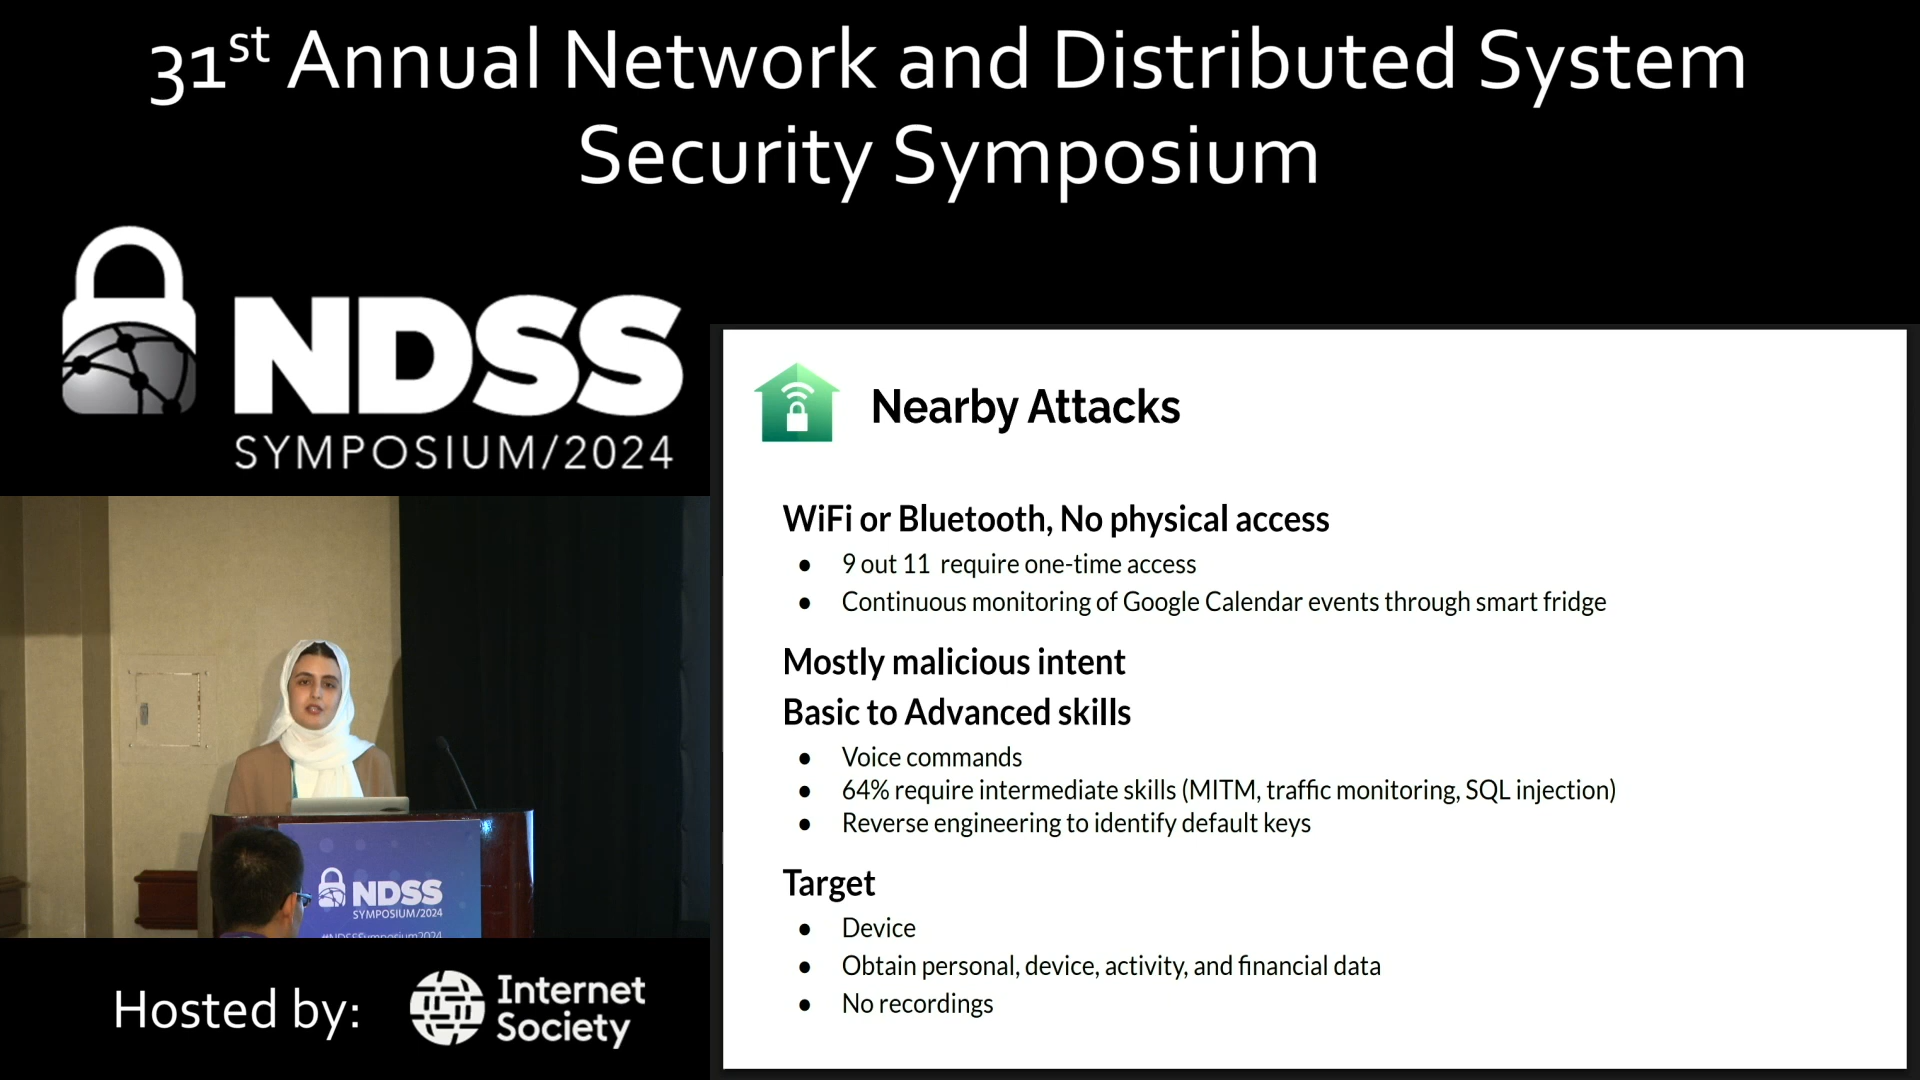 31st Annual Network and Distributed System
Security Symposium
NDSS
SYMPOSIUM/2024
Nearby Attacks
WiFi or Bluetooth, No physical access
● 9 out 11 require one-time access
● Continuous monitoring of Google Calendar events through smart fridge
Mostly malicious intent
Basic to Advanced skills
● Voice commands
● 64% require intermediate skills (MITM, traffic monitoring, SQL injection)
● Reverse engineering to identify default keys
Target
● Device
● Obtain personal, device, activity, and financial data
● No recordings
NDSS
SYMPOSIUM/2024
#NDSSSymposium2024
Hosted by:
Internet
Society